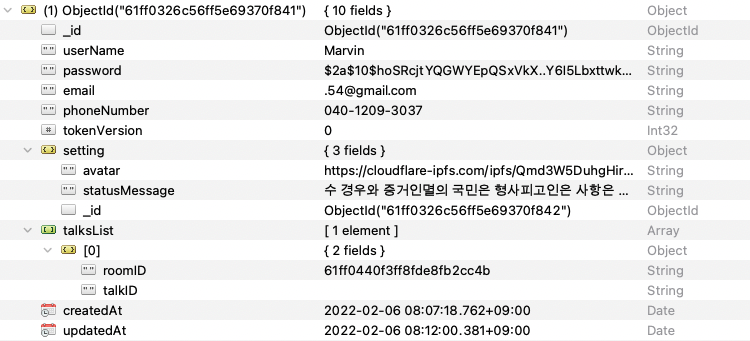 (1) ObjectId("61ff0326c56ff5e69370f841") { 10 fields } Object
_id ObjectId("61ff0326c56ff5e69370f841") ObjectId
"" userName Marvin String
"" password $2a$10$hoSRcjtYQGWYEpQSxVkX..Y6I5Lbxttwk... String
"" email .54@gmail.com String
"" phoneNumber 040-1209-3037 String
# tokenVersion 0 Int32
setting { 3 fields } Object
"" avatar https://cloudflare-ipfs.com/ipfs/Qmd3W5DuhgHir... String
"" statusMessage 수 경우와 증거인멸의 국민은 형사피고인은 사항은 ... String
_id ObjectId("61ff0326c56ff5e69370f842") ObjectId
talksList [ 1 element ] Array
[0] { 2 fields } Object
"" roomID 61ff0440f3ff8fde8fb2cc4b String
"" talkID String
createdAt 2022-02-06 08:07:18.762+09:00 Date
updatedAt 2022-02-06 08:12:00.381+09:00 Date